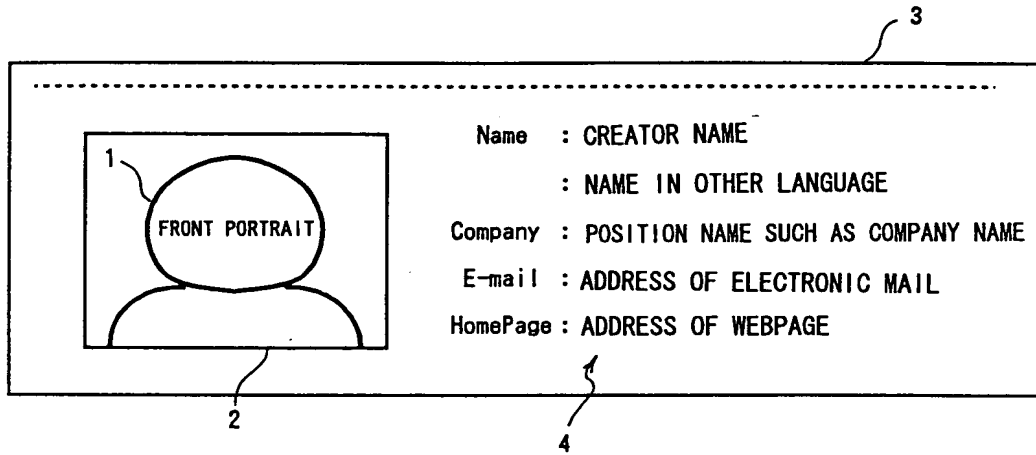 3
Name : CREATOR NAME
1
: NAME IN OTHER LANGUAGE
FRONT PORTRAIT
Company : POSITION NAME SUCH AS COMPANY NAME
E-mail : ADDRESS OF ELECTRONIC MAIL
HomePage : ADDRESS OF WEBPAGE
2
4